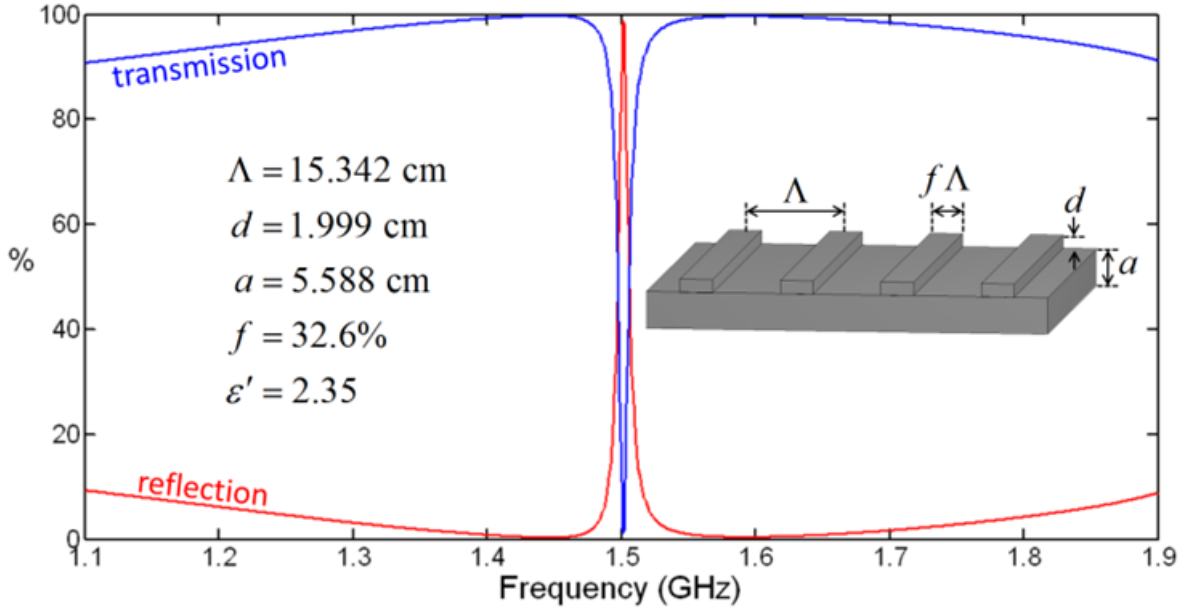 100
80
60
40
20
0
%
transmission
reflection
Λ = 15.342 cm
d = 1.999 cm
a = 5.588 cm
f = 32.6%
ε′ = 2.35
Λ
f Λ
d
a
1.1 1.2 1.3 1.4 1.5 1.6 1.7 1.8 1.9
Frequency (GHz)